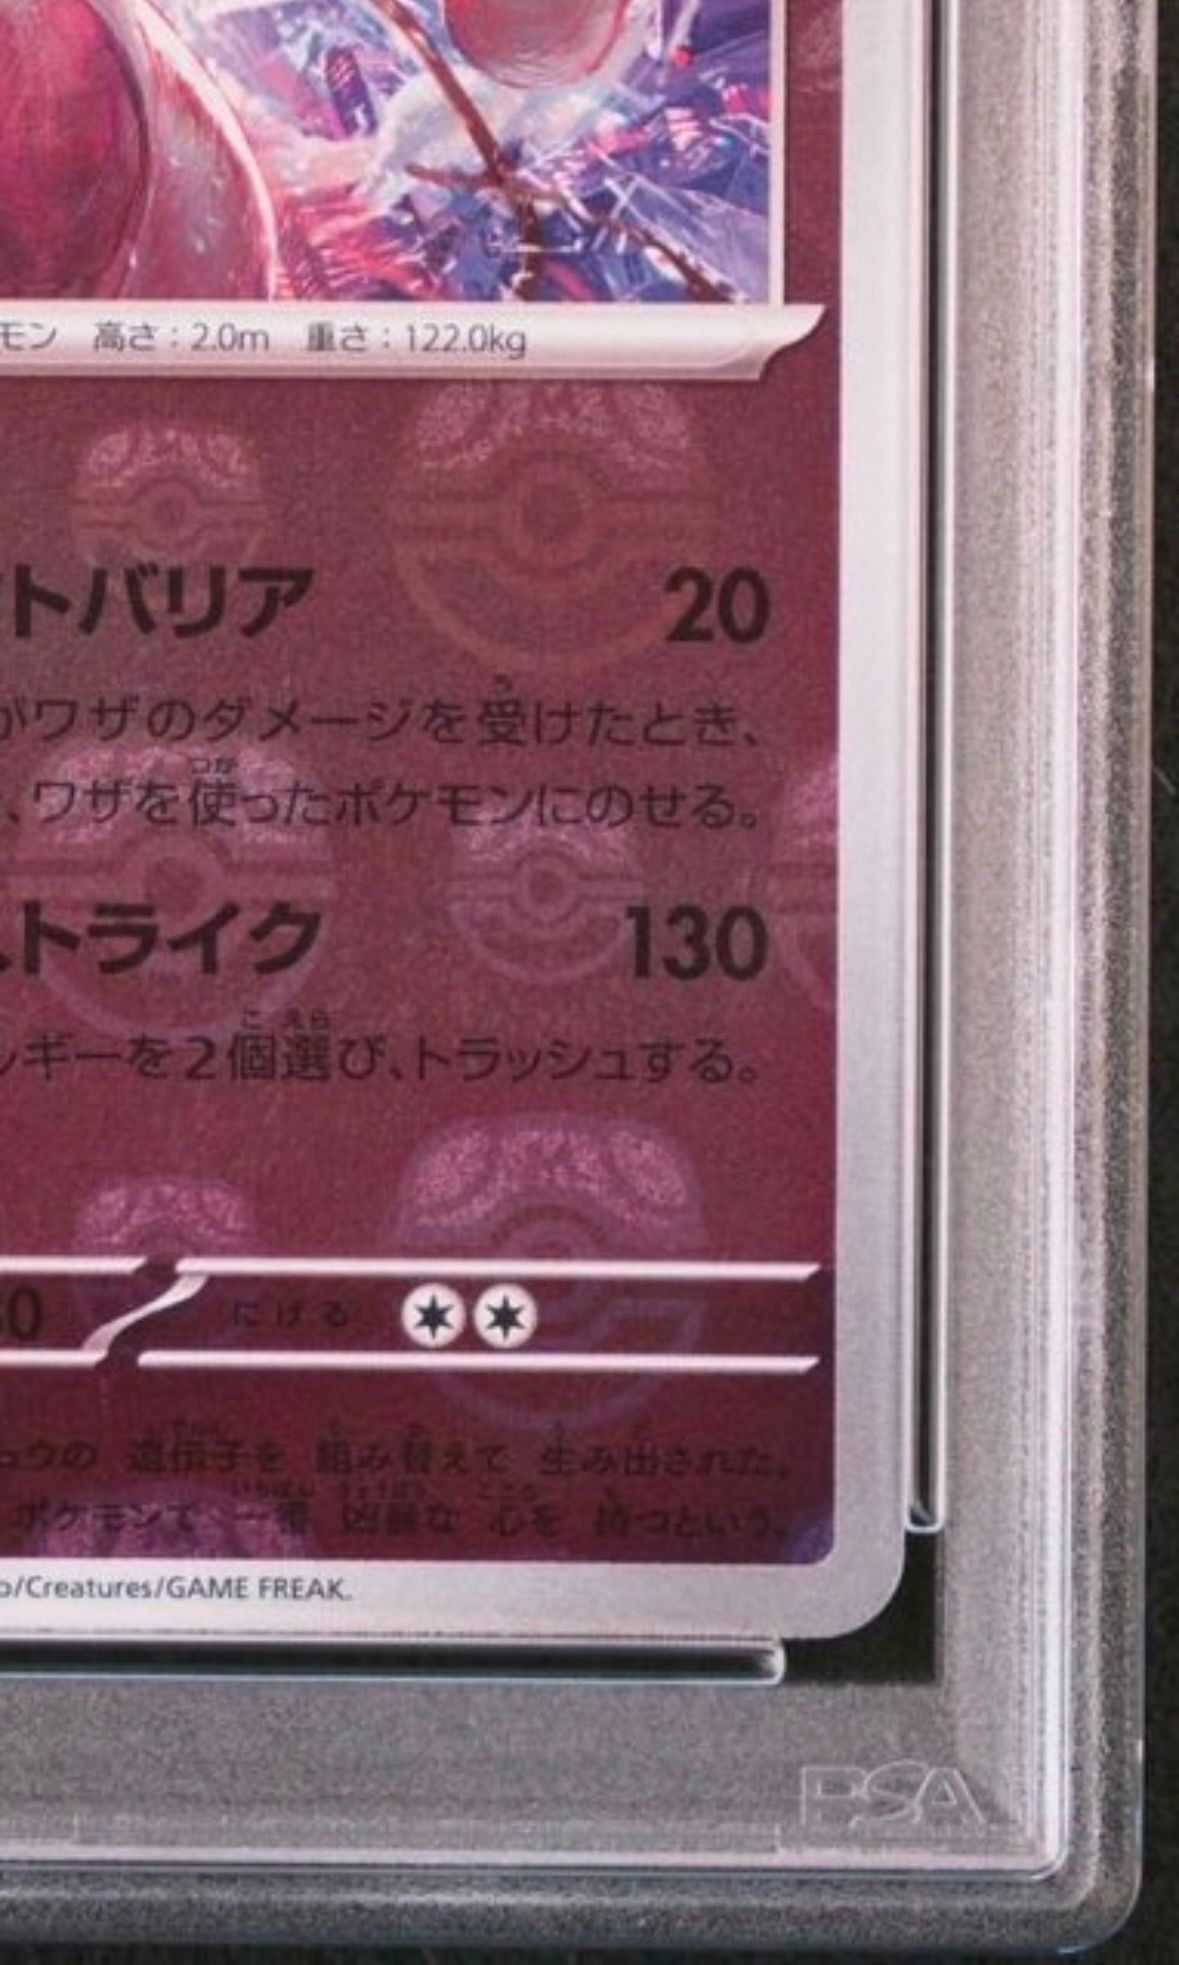 モン 高さ：2.0m 重さ：122.0kg
トバリア 20
がワザのダメージを受けたとき、
、ワザを使ったポケモンにのせる。
トライク 130
ギーを2個選び、トラッシュする。
にげる
ュウの 遺伝子を 組み替えて 生み出された。
ポケモンで 一番 凶暴な 心を 持つという。
/Creatures/GAME FREAK.
PSA